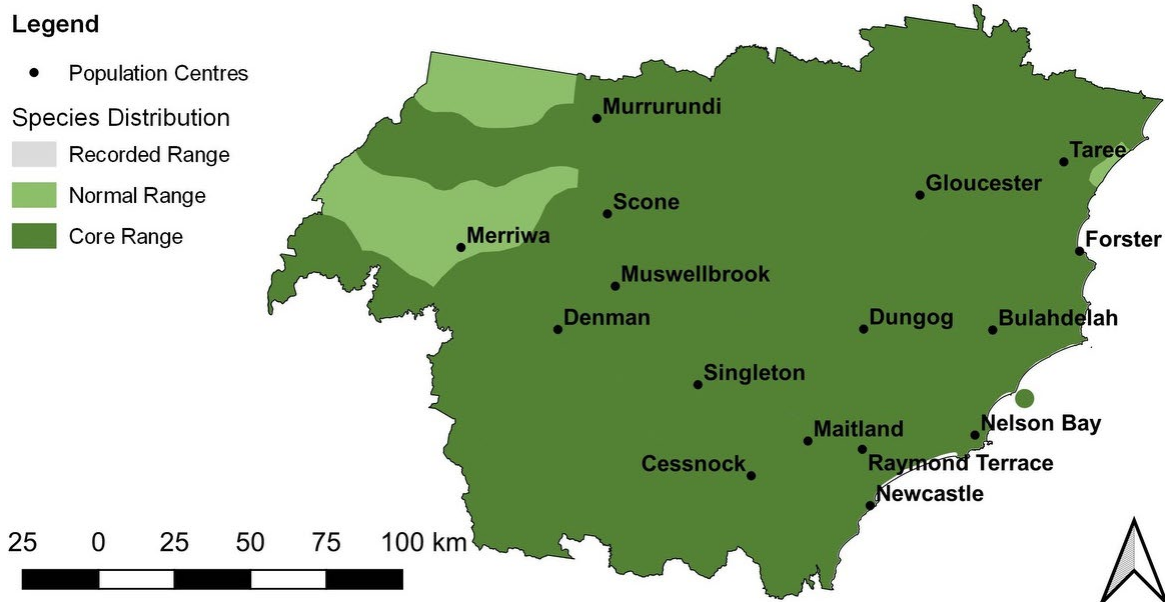 Legend
Population Centres
Species Distribution
Recorded Range
Normal Range
Core Range
Murrurundi
Taree
Gloucester
Scone
Merriwa
Forster
Muswellbrook
Denman
Dungog
Bulahdelah
Singleton
Maitland
Nelson Bay
Cessnock
Raymond Terrace
Newcastle
25 0 25 50 75 100 km